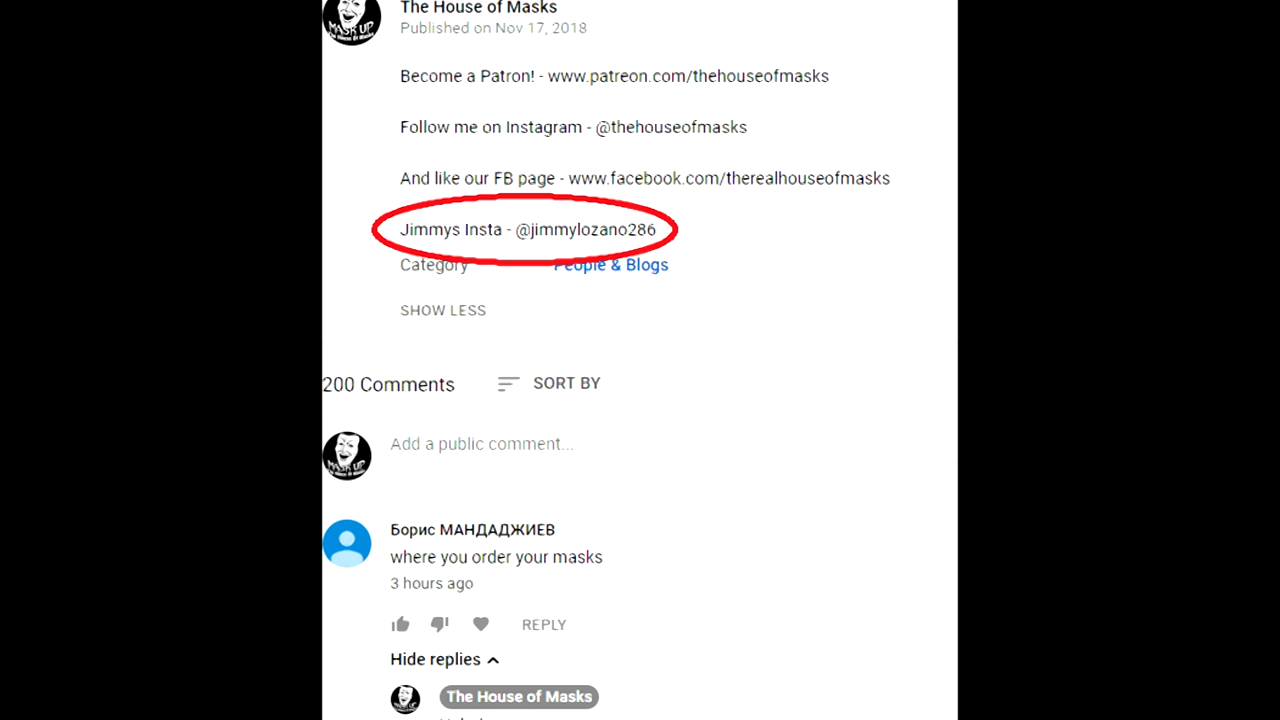 The House of Masks
Published on Nov 17, 2018
Become a Patron! - www.patreon.com/thehouseofmasks
Follow me on Instagram - @thehouseofmasks
And like our FB page - www.facebook.com/therealhouseofmasks
Jimmys Insta - @jimmylozano286
Category People & Blogs
SHOW LESS
200 Comments SORT BY
Add a public comment...
Борис МАНДАДЖИЕВ
where you order your masks
3 hours ago
REPLY
Hide replies
The House of Masks